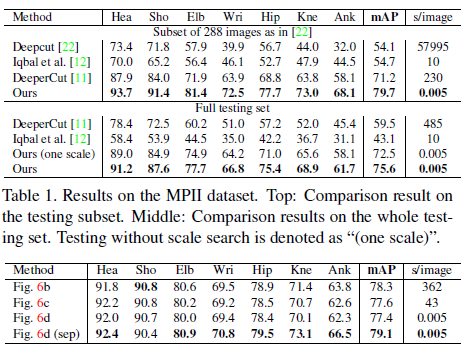 Method Hea Sho Elb Wri Hip Kne Ank mAP s/image
Subset of 288 images as in [22]
Deepcut [22] 73.4 71.8 57.9 39.9 56.7 44.0 32.0 54.1 57995
Iqbal et al. [12] 70.0 65.2 56.4 46.1 52.7 47.9 44.5 54.7 10
DeeperCut [11] 87.9 84.0 71.9 63.9 68.8 63.8 58.1 71.2 230
Ours 93.7 91.4 81.4 72.5 77.7 73.0 68.1 79.7 0.005
Full testing set
DeeperCut [11] 78.4 72.5 60.2 51.0 57.2 52.0 45.4 59.5 485
Iqbal et al. [12] 58.4 53.9 44.5 35.0 42.2 36.7 31.1 43.1 10
Ours (one scale) 89.0 84.9 74.9 64.2 71.0 65.6 58.1 72.5 0.005
Ours 91.2 87.6 77.7 66.8 75.4 68.9 61.7 75.6 0.005
Table 1. Results on the MPII dataset. Top: Comparison result on
the testing subset. Middle: Comparison results on the whole test-
ing set. Testing without scale search is denoted as “(one scale)”.
Method Hea Sho Elb Wri Hip Kne Ank mAP s/image
Fig. 6b 91.8 90.8 80.6 69.5 78.9 71.4 63.8 78.3 362
Fig. 6c 92.2 90.8 80.2 69.2 78.5 70.7 62.6 77.6 43
Fig. 6d 92.0 90.7 80.0 69.4 78.4 70.1 62.3 77.4 0.005
Fig. 6d (sep) 92.4 90.4 80.9 70.8 79.5 73.1 66.5 79.1 0.005